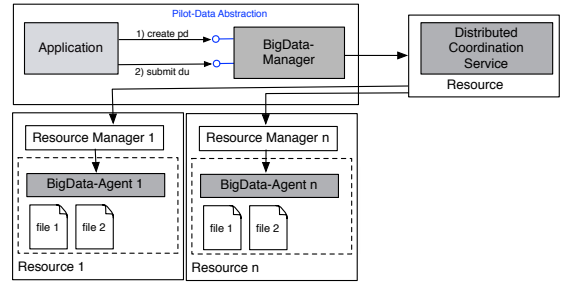 Pilot-Data Abstraction
Application
1) create pd
2) submit du
BigData-
Manager
Distributed
Coordination
Service
Resource
Resource Manager 1
BigData-Agent 1
file 1
file 2
Resource 1
Resource Manager n
BigData-Agent n
file 1
file 2
Resource n